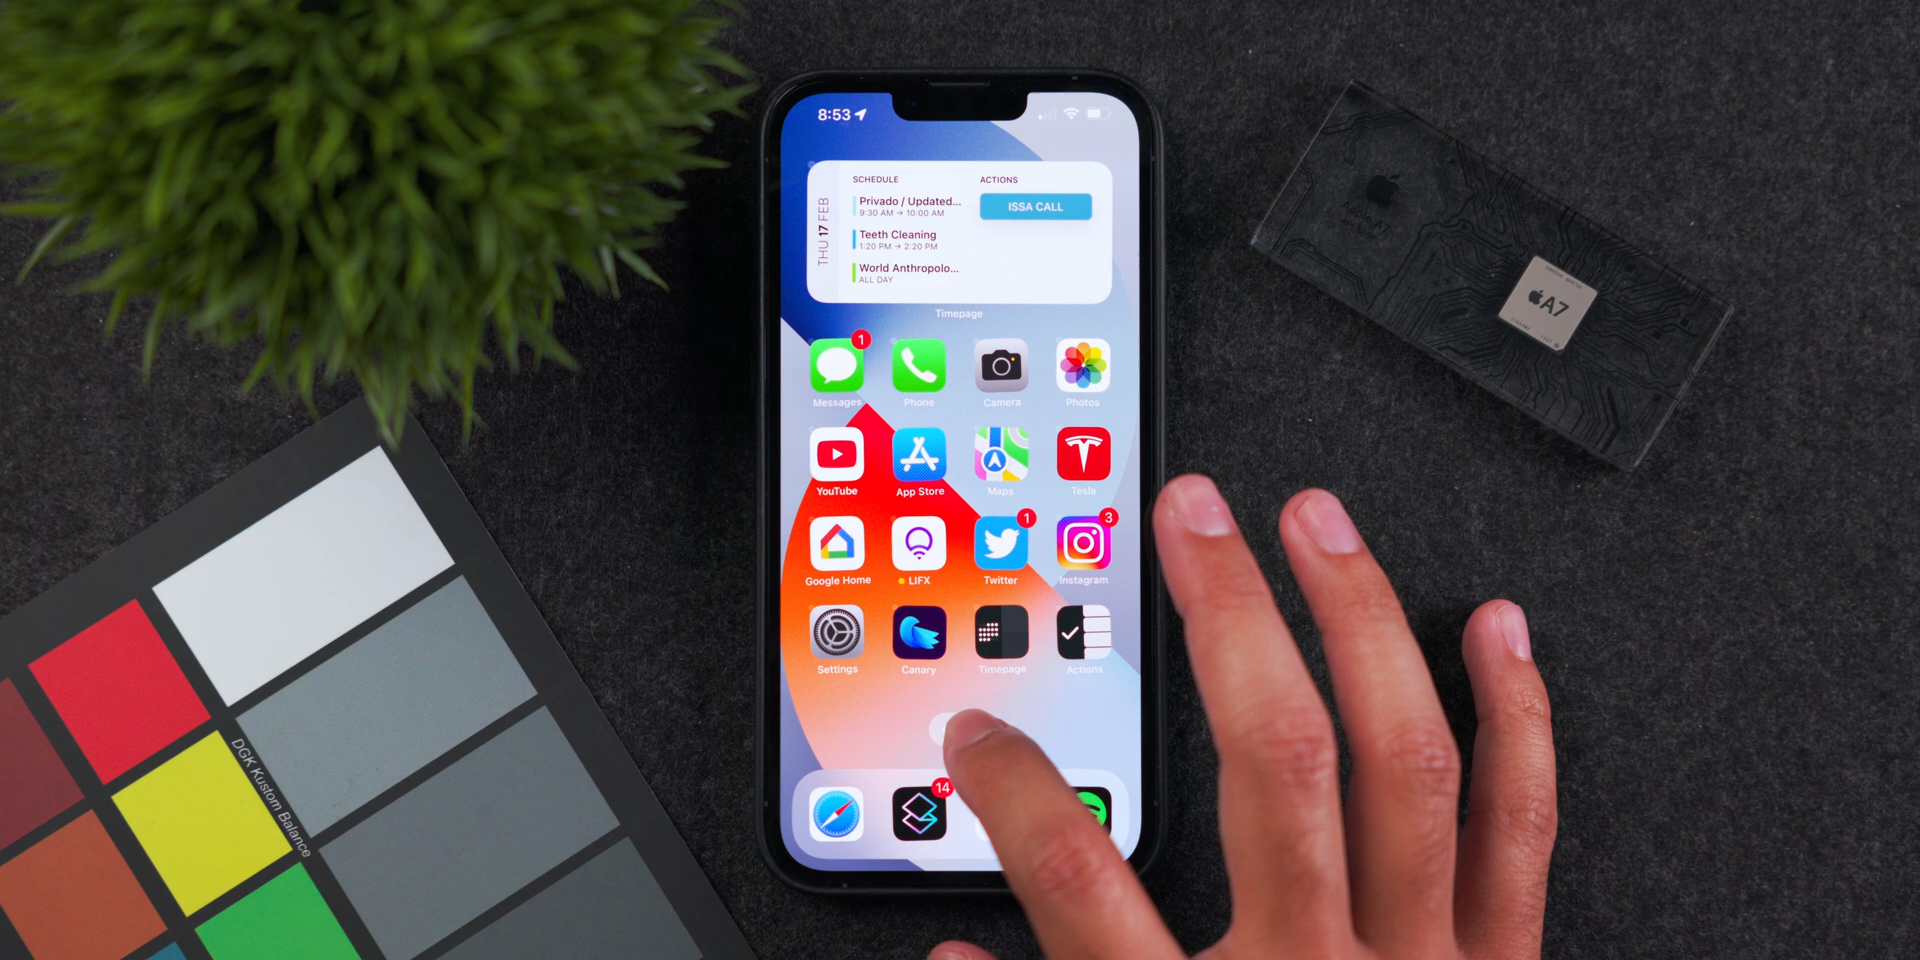 8:53
THU 17 FEB
SCHEDULE
Privado / Updated...
9:30 AM → 10:00 AM
Teeth Cleaning
1:20 PM → 2:20 PM
World Anthropolo...
ALL DAY
ACTIONS
ISSA CALL
Timepage
1
Messages
Phone
Camera
Photos
YouTube
App Store
Maps
Tesla
1
3
Google Home
LIFX
Twitter
Instagram
Settings
Canary
Timepage
Actions
14
A7
DGK Kustom Balance